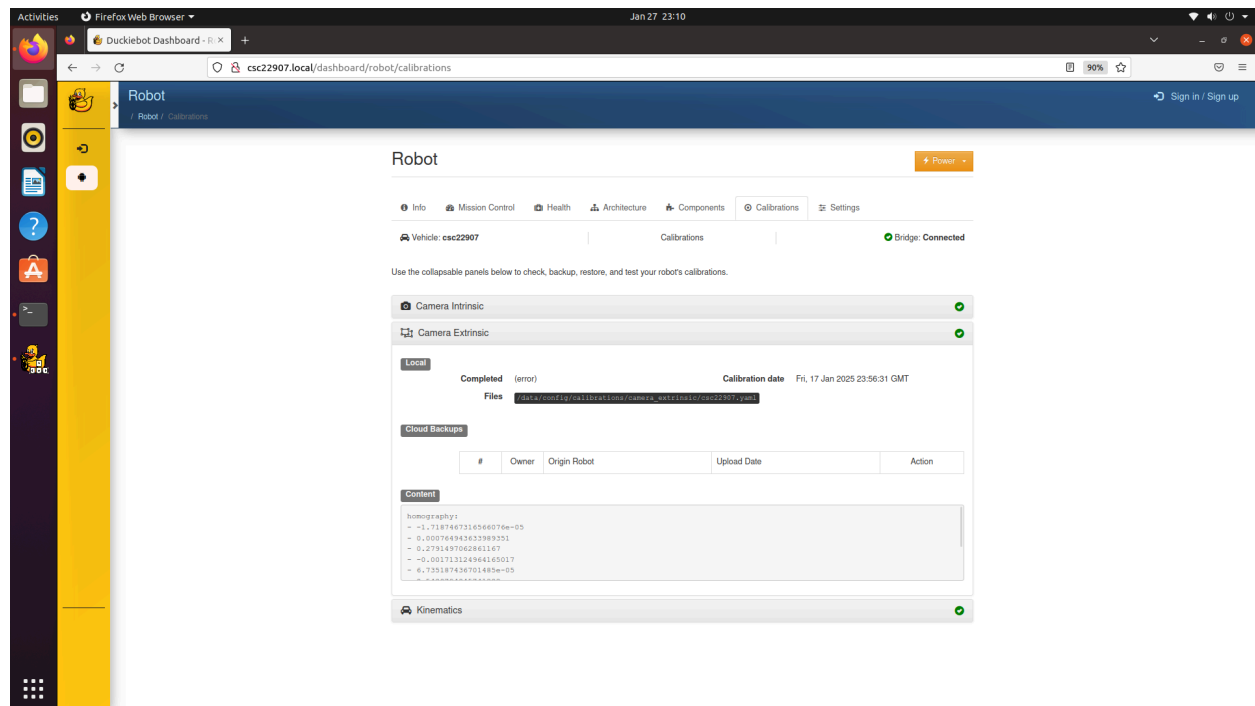 Activities Firefox Web Browser Jan 27 23:10
Duckiebot Dashboard - R
csc22907.local/dashboard/robot/calibrations 90%
Robot Sign in / Sign up
/ Robot / Calibrations
Robot Power
Info Mission Control Health Architecture Components Calibrations Settings
Vehicle: csc22907 Calibrations Bridge: Connected
Use the collapsable panels below to check, backup, restore, and test your robot's calibrations.
Camera Intrinsic
Camera Extrinsic
Local
Completed (error) Calibration date Fri, 17 Jan 2025 23:56:31 GMT
Files /data/config/calibrations/camera_extrinsic/csc22907.yaml
Cloud Backups
# Owner Origin Robot Upload Date Action
Content
homography:
- -1.7187467316566076e-05
- 0.000764943633989351
- 0.2791497062861167
- -0.001713124964165017
- 6.735187436701485e-05
Kinematics